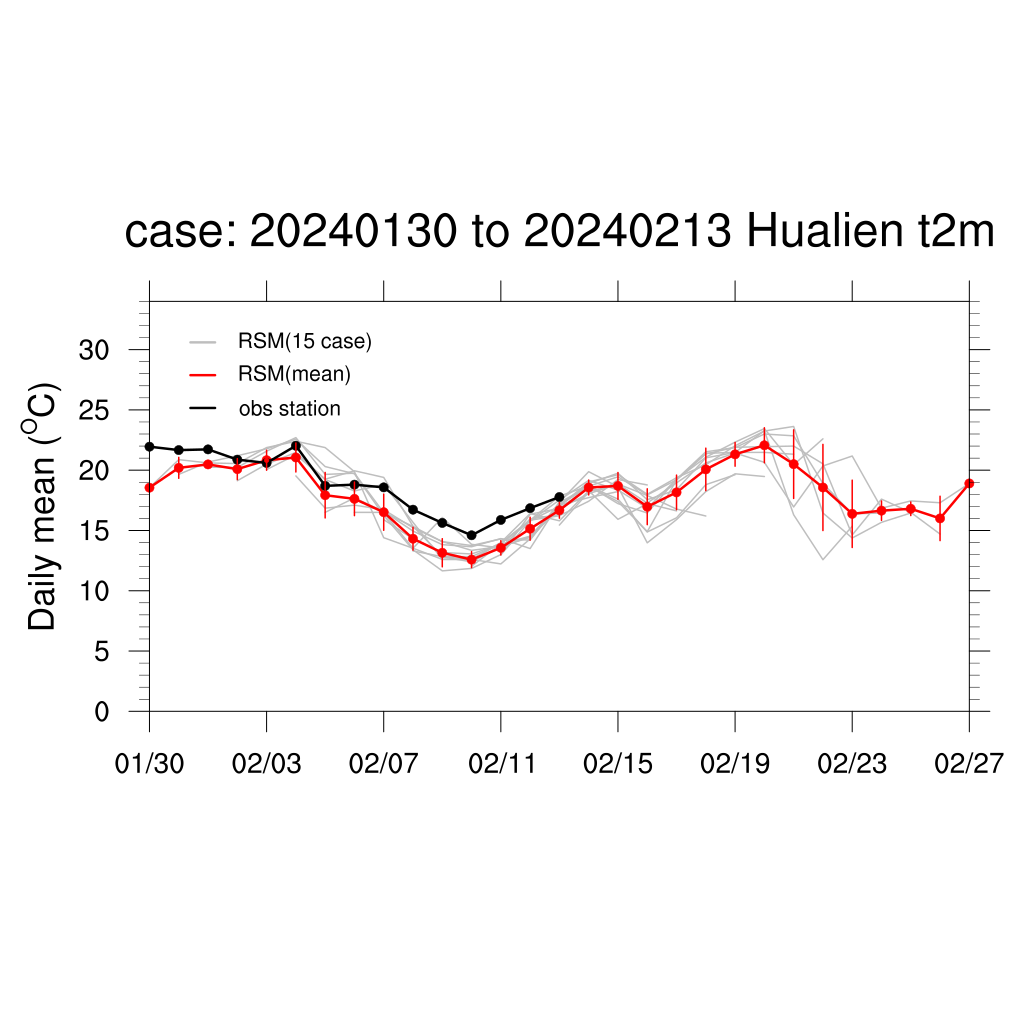 case: 20240130 to 20240213 Hualien t2m
RSM(15 case)
RSM(mean)
obs station
Daily mean (°C)
30
25
20
15
10
5
0
01/30 02/03 02/07 02/11 02/15 02/19 02/23 02/27